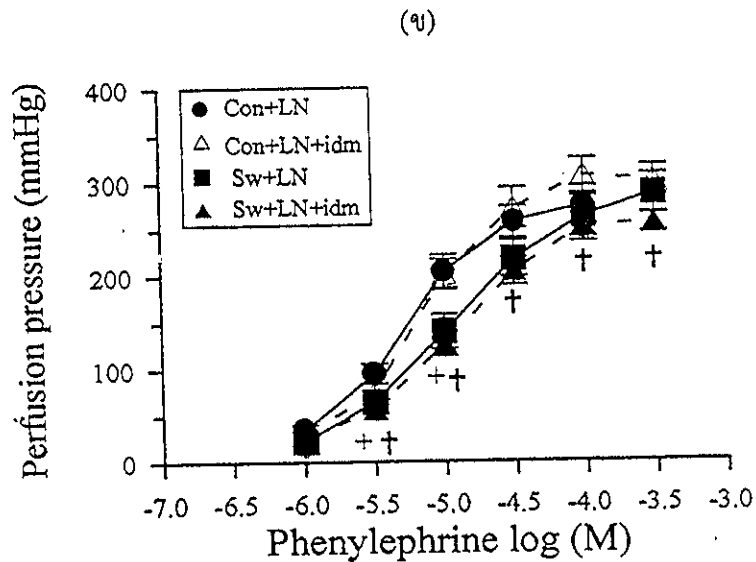 (ข)
Perfusion pressure (mmHg)
400
300
200
100
0
Con+LN
Con+LN+idm
Sw+LN
Sw+LN+idm
+ †
+ †
†
†
†
-7.0 -6.5 -6.0 -5.5 -5.0 -4.5 -4.0 -3.5 -3.0
Phenylephrine log (M)